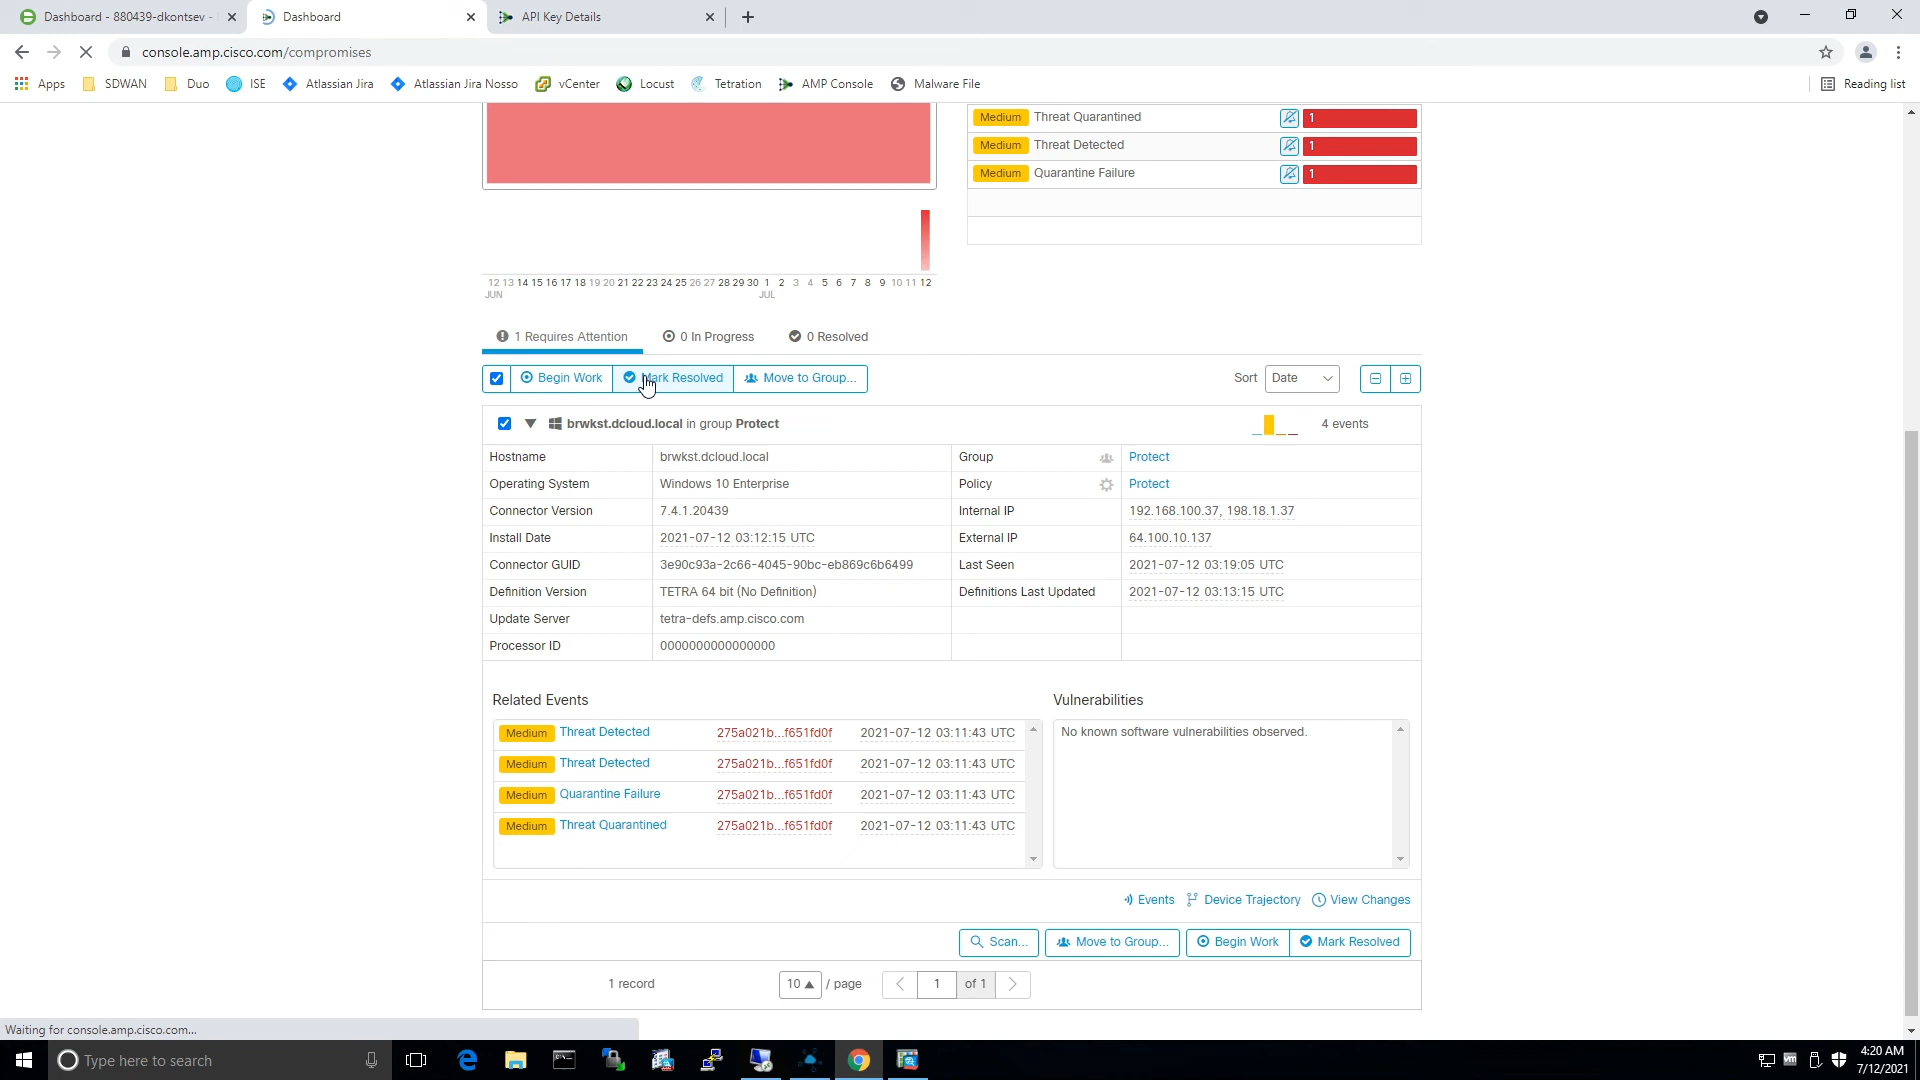 Dashboard - 880439-dkontsev -
Dashboard
API Key Details
console.amp.cisco.com/compromises
Apps SDWAN Duo ISE Atlassian Jira Atlassian Jira Nosso vCenter Locust Tetration AMP Console Malware File Reading list
Medium Threat Quarantined 1
Medium Threat Detected 1
Medium Quarantine Failure 1
12 13 14 15 16 17 18 19 20 21 22 23 24 25 26 27 28 29 30 1 2 3 4 5 6 7 8 9 10 11 12
JUN JUL
1 Requires Attention 0 In Progress 0 Resolved
Begin Work Mark Resolved Move to Group... Sort Date
brwkst.dcloud.local in group Protect 4 events
Hostname brwkst.dcloud.local Group Protect
Operating System Windows 10 Enterprise Policy Protect
Connector Version 7.4.1.20439 Internal IP 192.168.100.37, 198.18.1.37
Install Date 2021-07-12 03:12:15 UTC External IP 64.100.10.137
Connector GUID 3e90c93a-2c66-4045-90bc-eb869c6b6499 Last Seen 2021-07-12 03:19:05 UTC
Definition Version TETRA 64 bit (No Definition) Definitions Last Updated 2021-07-12 03:13:15 UTC
Update Server tetra-defs.amp.cisco.com
Processor ID 0000000000000000
Related Events Vulnerabilities
Medium Threat Detected 275a021b...f651fd0f 2021-07-12 03:11:43 UTC No known software vulnerabilities observed.
Medium Threat Detected 275a021b...f651fd0f 2021-07-12 03:11:43 UTC
Medium Quarantine Failure 275a021b...f651fd0f 2021-07-12 03:11:43 UTC
Medium Threat Quarantined 275a021b...f651fd0f 2021-07-12 03:11:43 UTC
Events Device Trajectory View Changes
Scan... Move to Group... Begin Work Mark Resolved
1 record 10 / page 1 of 1
Waiting for console.amp.cisco.com...
Type here to search
4:20 AM
7/12/2021